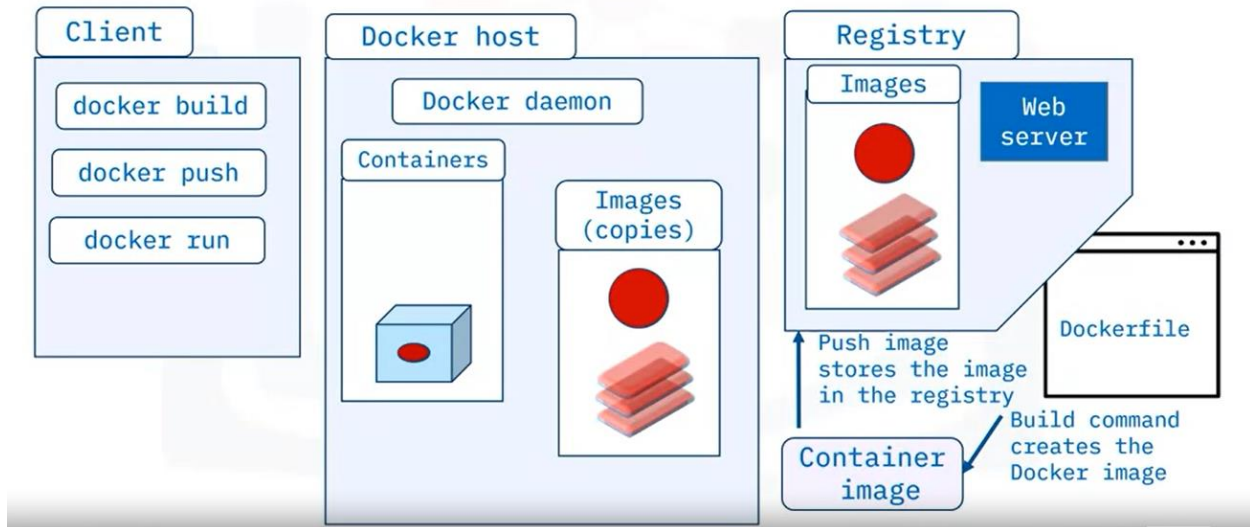 Client
docker build
docker push
docker run
Docker host
Docker daemon
Containers
Images
(copies)
Registry
Images
Web
server
Dockerfile
Push image
stores the image
in the registry
Build command
creates the
Docker image
Container
image